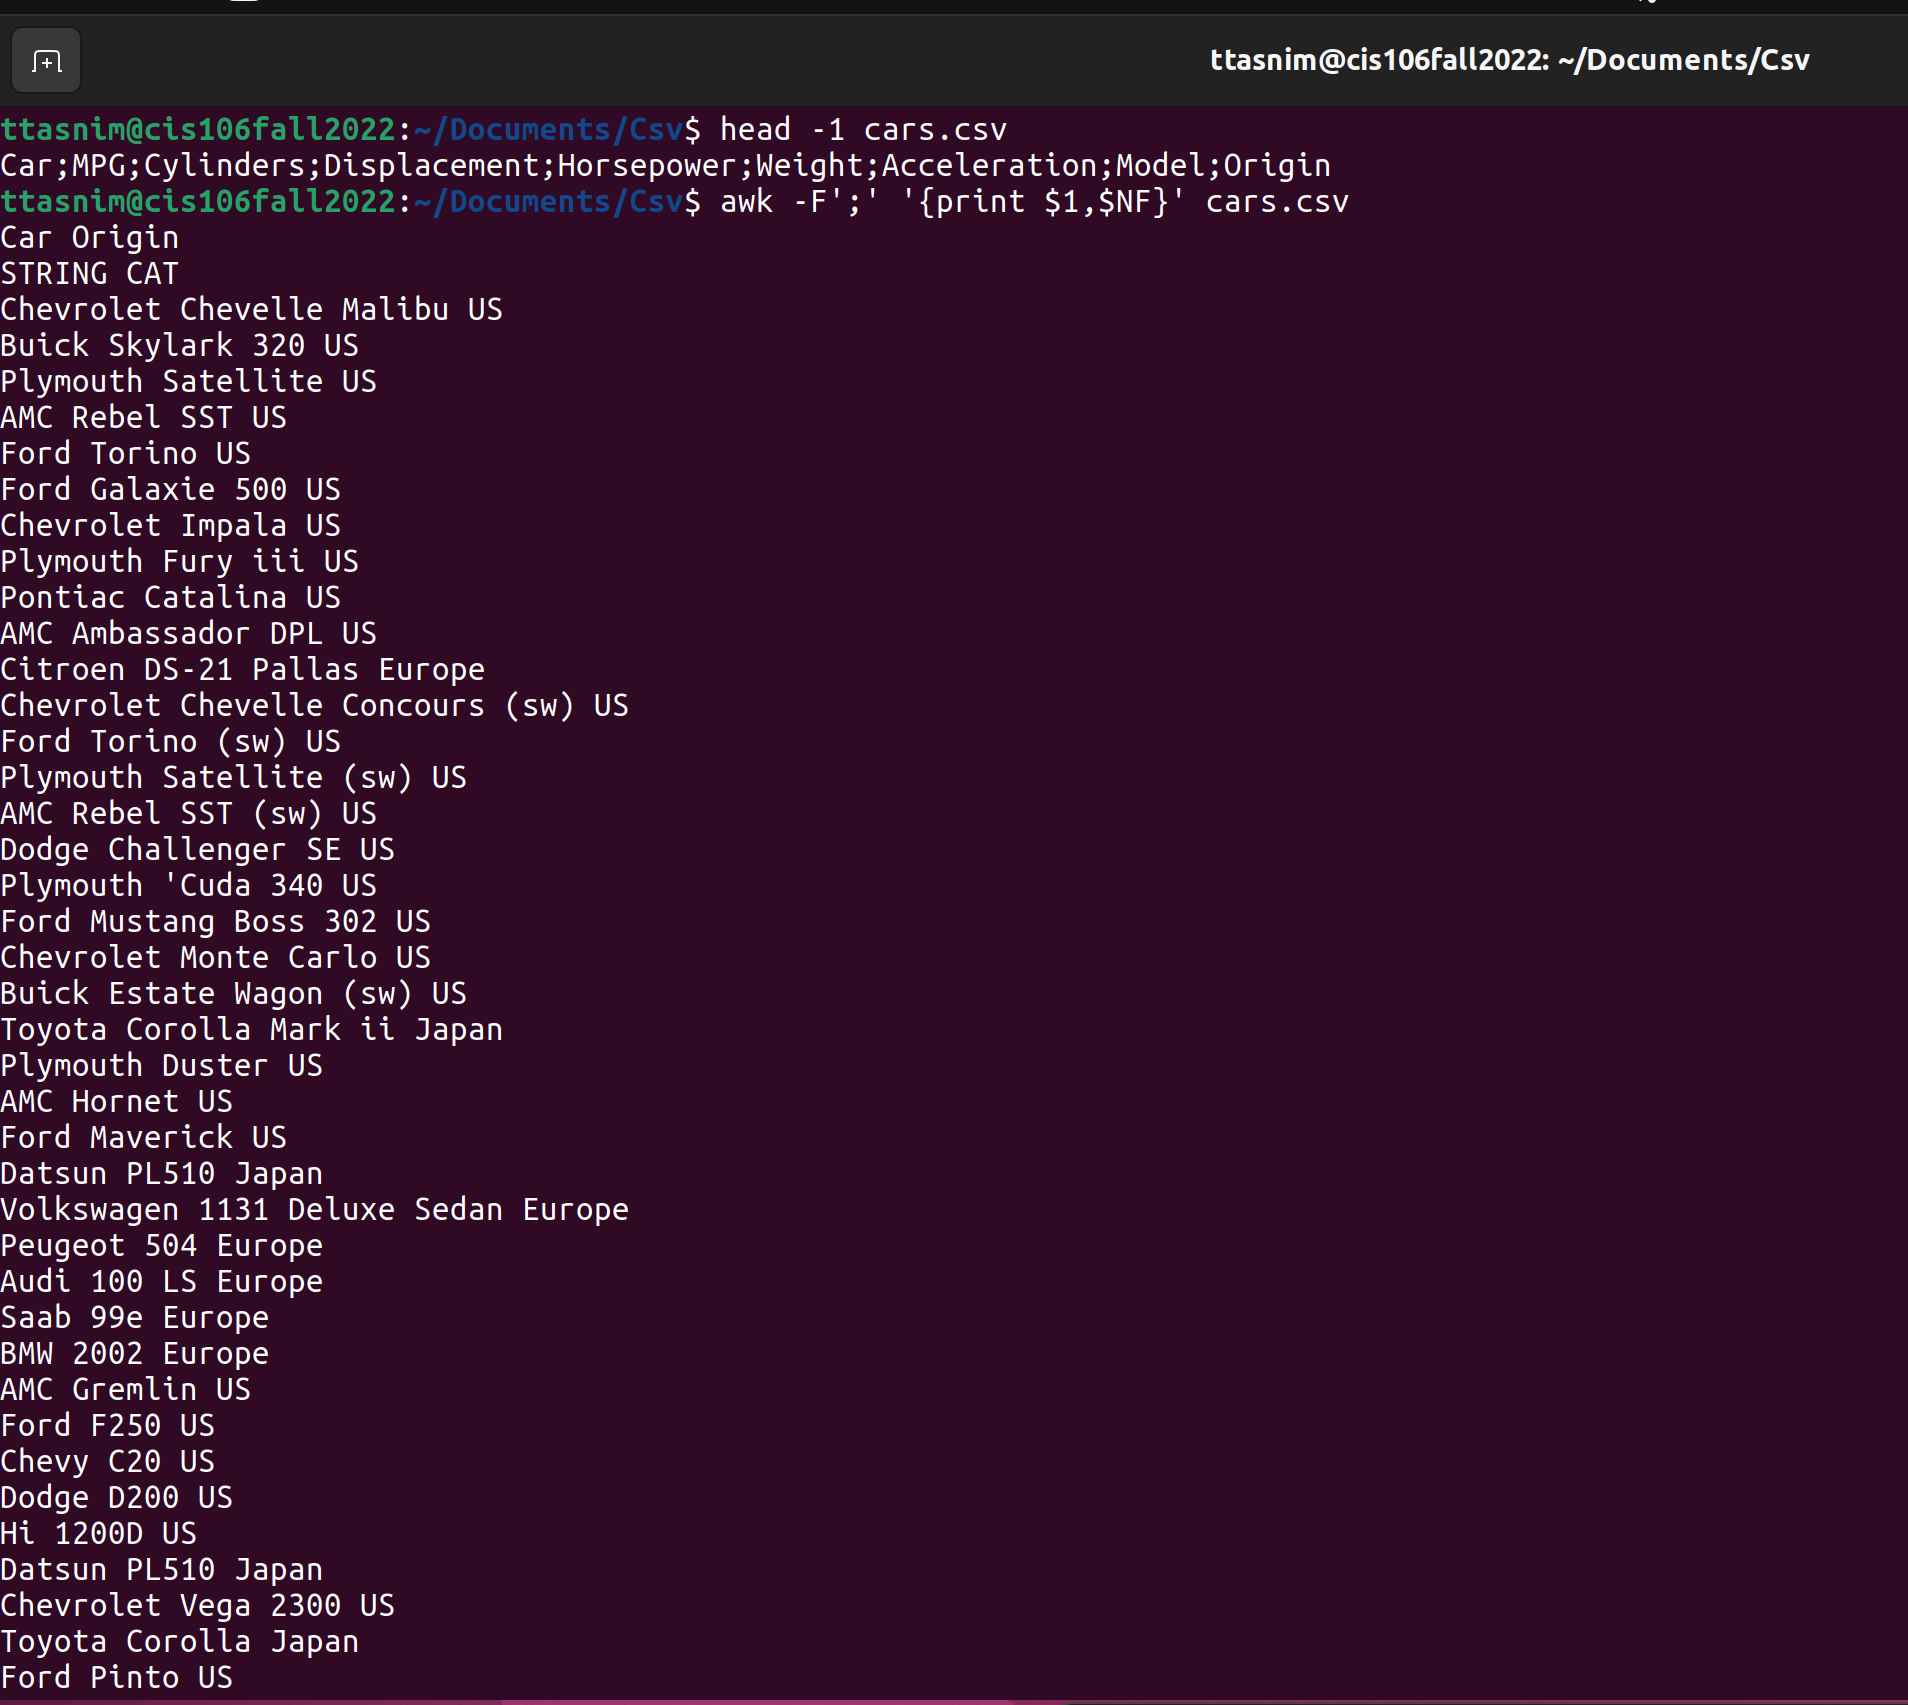 ttasnim@cis106fall2022: ~/Documents/Csv
ttasnim@cis106fall2022:~/Documents/Csv$ head -1 cars.csv
Car;MPG;Cylinders;Displacement;Horsepower;Weight;Acceleration;Model;Origin
ttasnim@cis106fall2022:~/Documents/Csv$ awk -F';' '{print $1,$NF}' cars.csv
Car Origin
STRING CAT
Chevrolet Chevelle Malibu US
Buick Skylark 320 US
Plymouth Satellite US
AMC Rebel SST US
Ford Torino US
Ford Galaxie 500 US
Chevrolet Impala US
Plymouth Fury iii US
Pontiac Catalina US
AMC Ambassador DPL US
Citroen DS-21 Pallas Europe
Chevrolet Chevelle Concours (sw) US
Ford Torino (sw) US
Plymouth Satellite (sw) US
AMC Rebel SST (sw) US
Dodge Challenger SE US
Plymouth 'Cuda 340 US
Ford Mustang Boss 302 US
Chevrolet Monte Carlo US
Buick Estate Wagon (sw) US
Toyota Corolla Mark ii Japan
Plymouth Duster US
AMC Hornet US
Ford Maverick US
Datsun PL510 Japan
Volkswagen 1131 Deluxe Sedan Europe
Peugeot 504 Europe
Audi 100 LS Europe
Saab 99e Europe
BMW 2002 Europe
AMC Gremlin US
Ford F250 US
Chevy C20 US
Dodge D200 US
Hi 1200D US
Datsun PL510 Japan
Chevrolet Vega 2300 US
Toyota Corolla Japan
Ford Pinto US